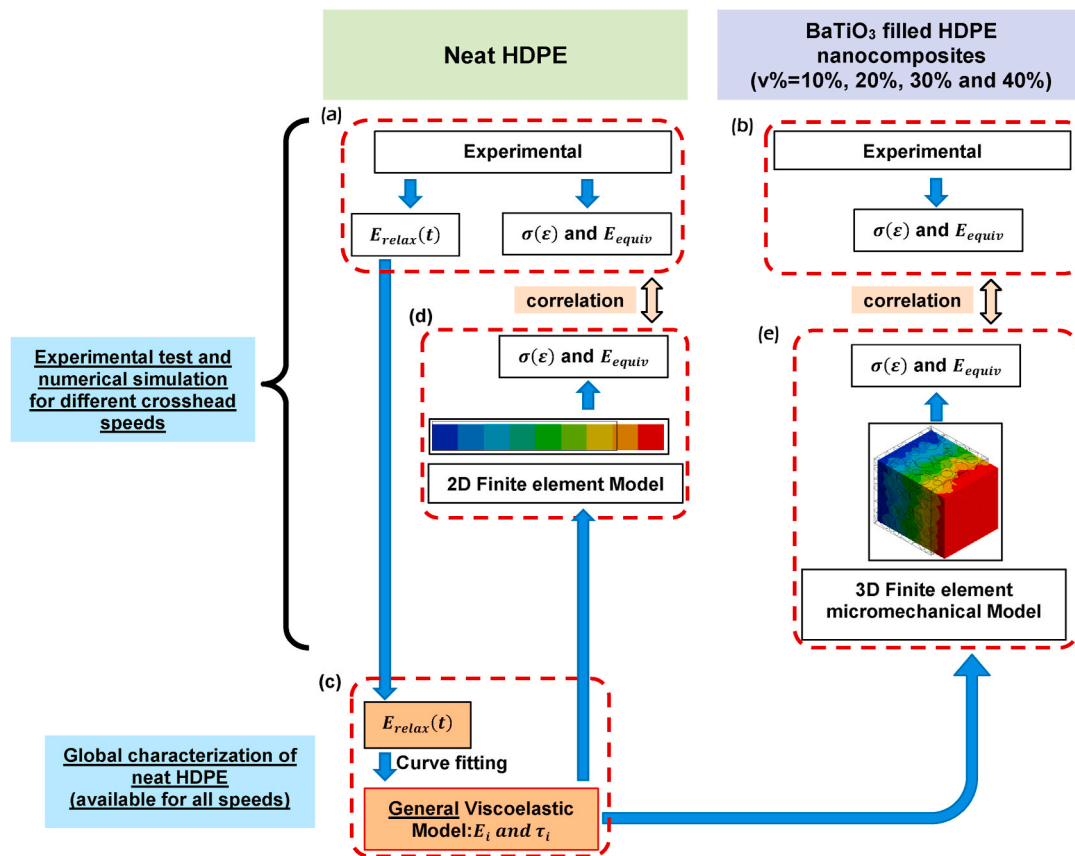 Neat HDPE
BaTiO₃ filled HDPE
nanocomposites
(v%=10%, 20%, 30% and 40%)
(a)
Experimental
E_relax(t)
σ(ε) and E_equiv
(b)
Experimental
σ(ε) and E_equiv
correlation
correlation
(d)
σ(ε) and E_equiv
2D Finite element Model
(e)
σ(ε) and E_equiv
3D Finite element
micromechanical Model
Experimental test and
numerical simulation
for different crosshead
speeds
(c)
E_relax(t)
Curve fitting
General Viscoelastic
Model:E_i and τ_i
Global characterization of
neat HDPE
(available for all speeds)